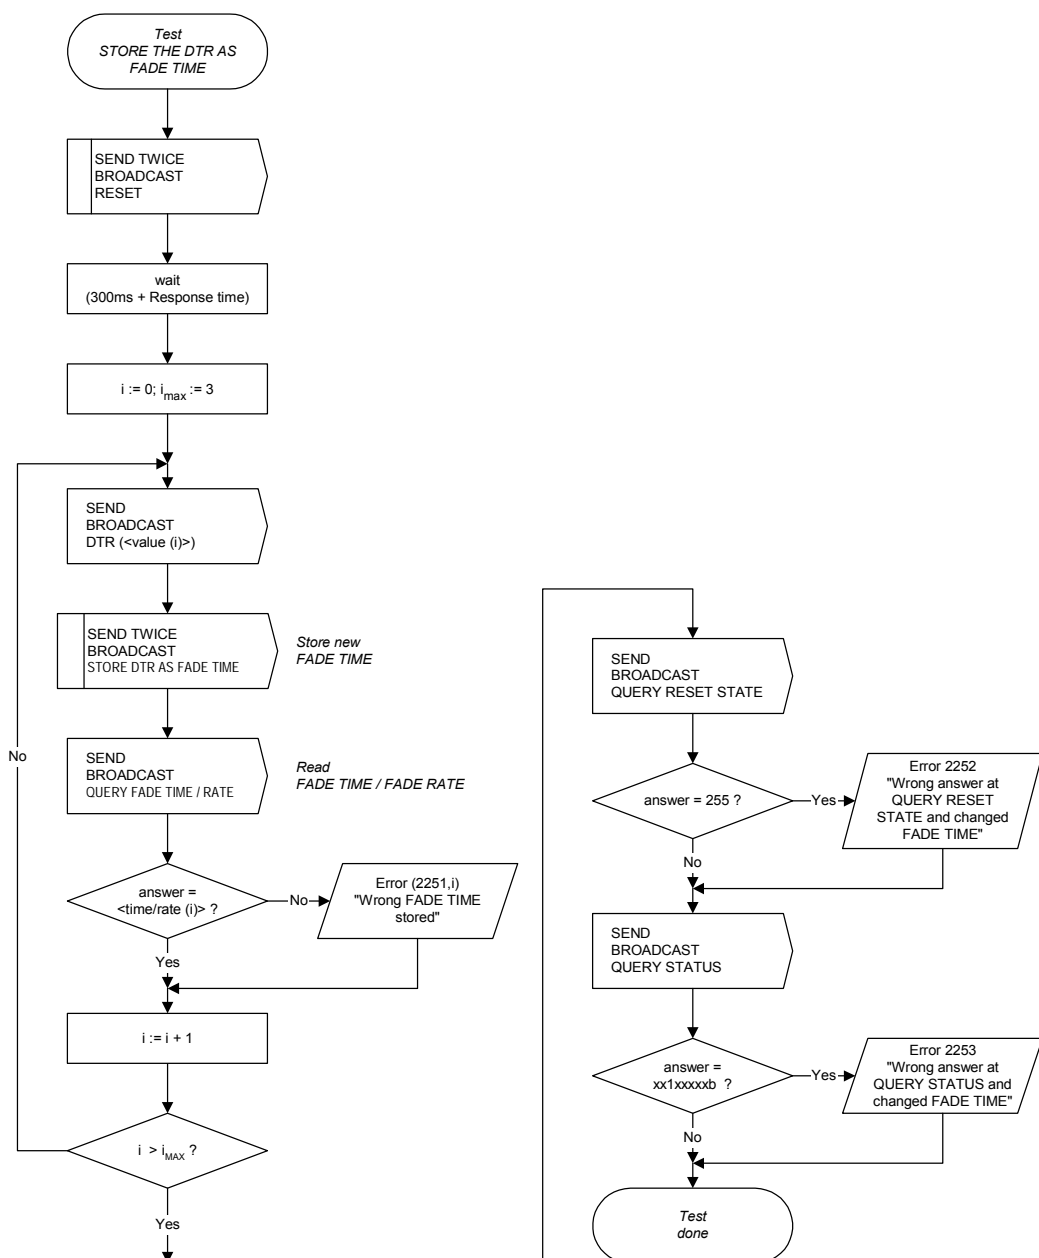 Test
STORE THE DTR AS
FADE TIME
SEND TWICE
BROADCAST
RESET
wait
(300ms + Response time)
i := 0; imax := 3
SEND
BROADCAST
DTR (<value (i)>)
SEND TWICE
BROADCAST
STORE DTR AS FADE TIME
Store new
FADE TIME
No
SEND
BROADCAST
QUERY FADE TIME / RATE
Read
FADE TIME / FADE RATE
answer =
<time/rate (i)> ?
No
Error (2251,i)
"Wrong FADE TIME
stored"
Yes
i := i + 1
i > iMAX ?
Yes
SEND
BROADCAST
QUERY RESET STATE
answer = 255 ?
Yes
Error 2252
"Wrong answer at
QUERY RESET
STATE and changed
FADE TIME"
No
SEND
BROADCAST
QUERY STATUS
answer =
xx1xxxxxb ?
Yes
Error 2253
"Wrong answer at
QUERY STATUS and
changed FADE TIME"
No
Test
done